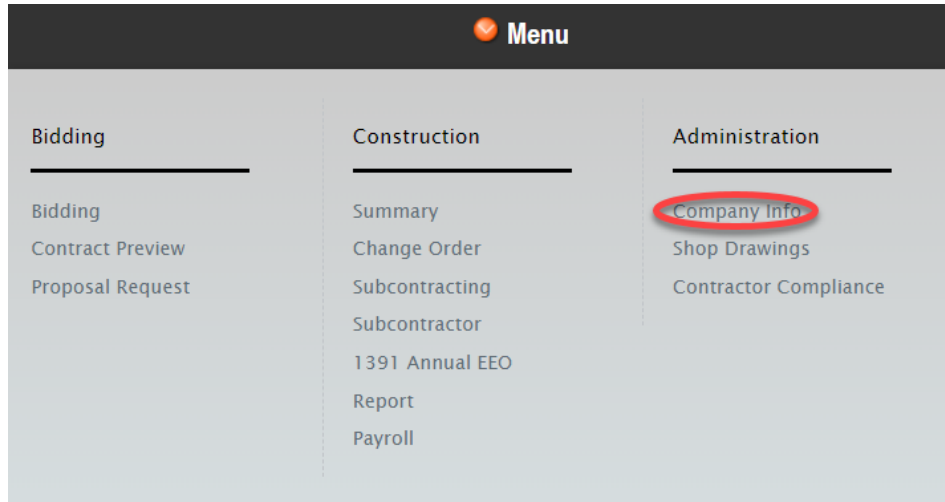 Menu
Bidding
Bidding
Contract Preview
Proposal Request
Construction
Summary
Change Order
Subcontracting
Subcontractor
1391 Annual EEO
Report
Payroll
Administration
Company Info
Shop Drawings
Contractor Compliance